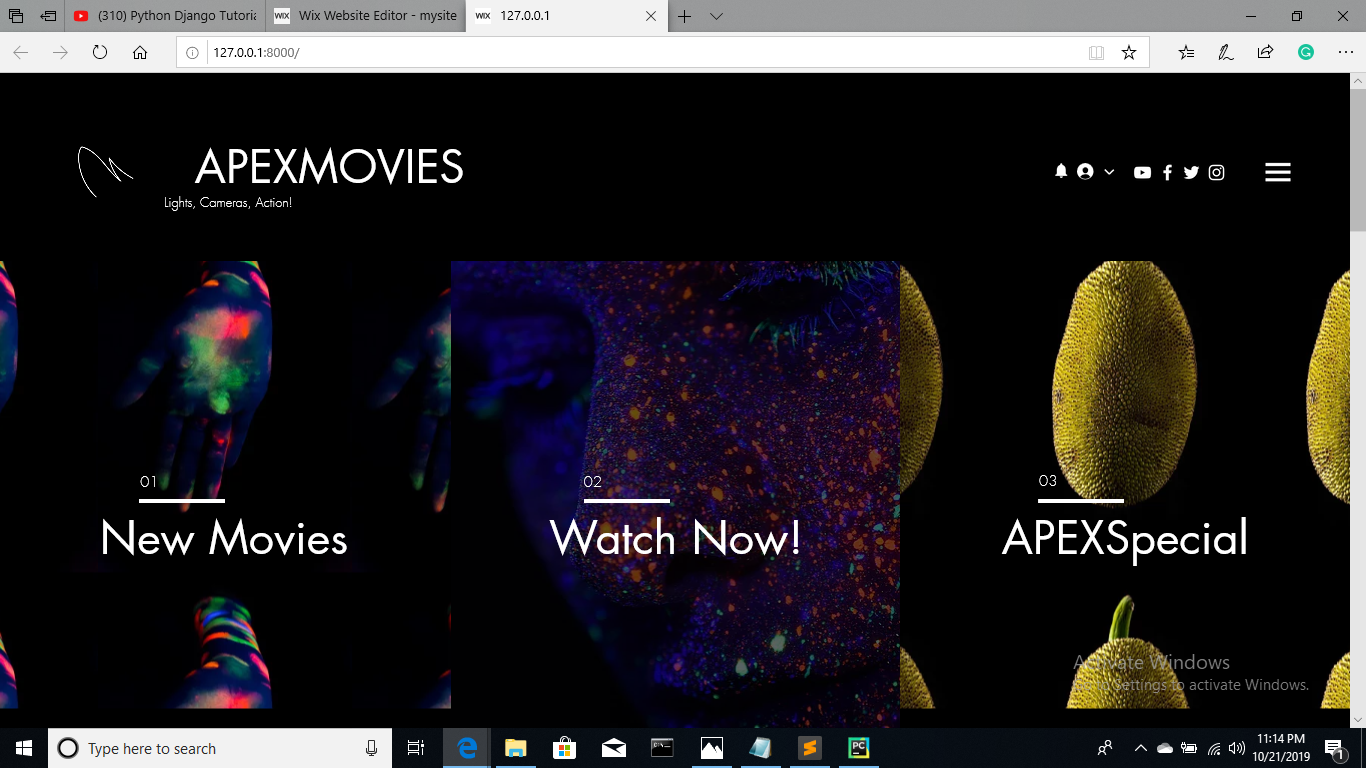 (310) Python Django Tutoria
WIX Wix Website Editor - mysite
WIX 127.0.0.1
127.0.0.1:8000/
APEXMOVIES
Lights, Cameras, Action!
01
New Movies
02
Watch Now!
03
APEXSpecial
Activate Windows
Go to Settings to activate Windows.
Type here to search
PC
11:14 PM
10/21/2019
1